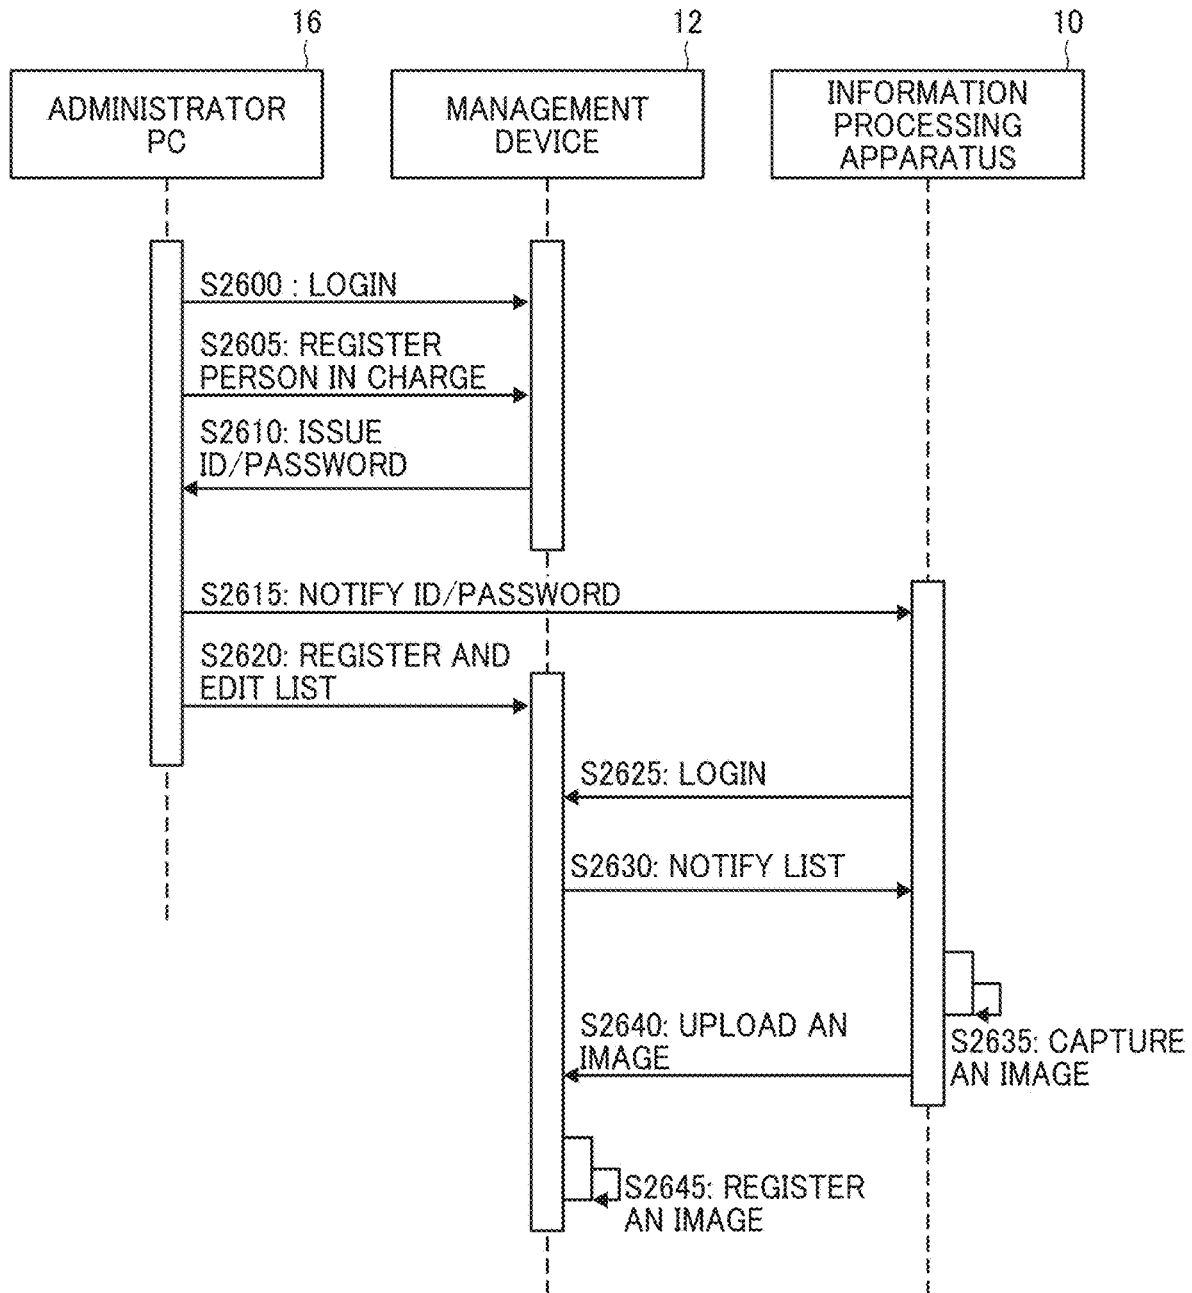 16
12
10
ADMINISTRATOR
PC
MANAGEMENT
DEVICE
INFORMATION
PROCESSING
APPARATUS
S2600 : LOGIN
S2605: REGISTER
PERSON IN CHARGE
S2610: ISSUE
ID/PASSWORD
S2615: NOTIFY ID/PASSWORD
S2620: REGISTER AND
EDIT LIST
S2625: LOGIN
S2630: NOTIFY LIST
S2635: CAPTURE
AN IMAGE
S2640: UPLOAD AN
IMAGE
S2645: REGISTER
AN IMAGE